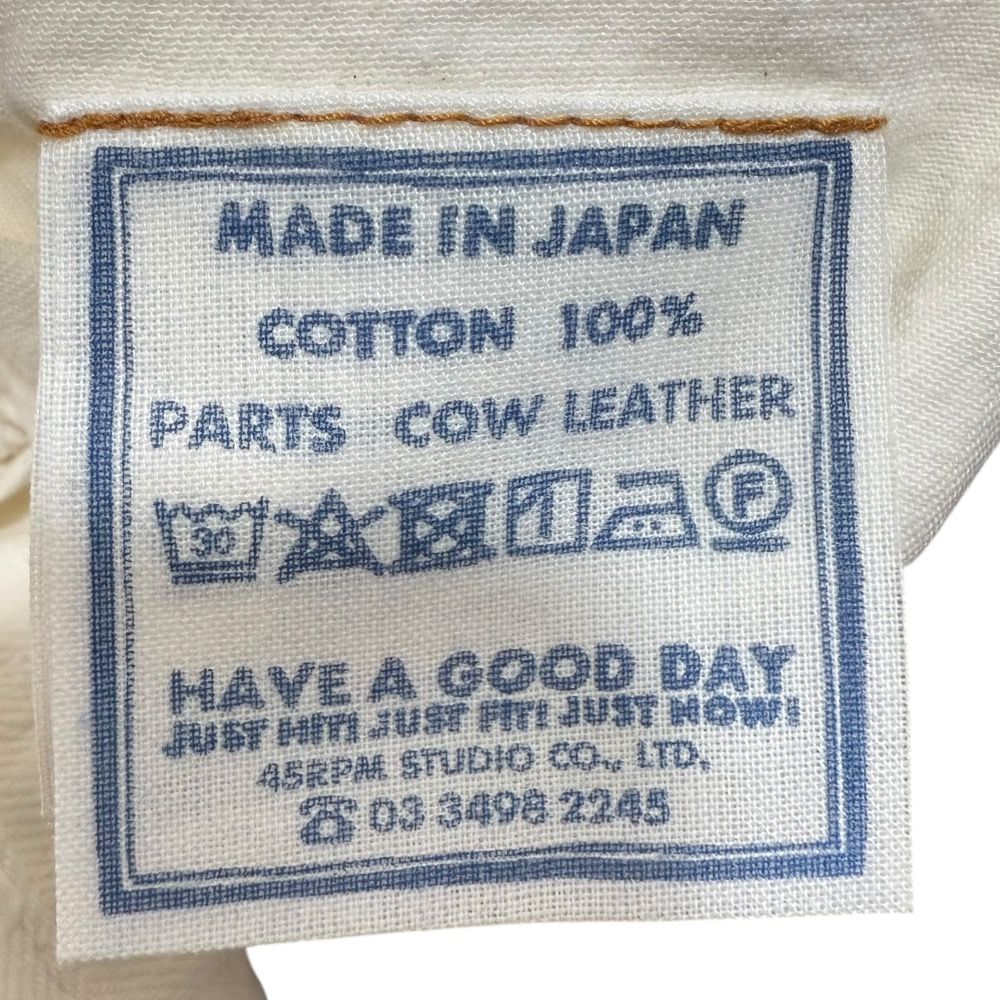 MADE IN JAPAN
COTTON 100%
PARTS COW LEATHER
30 F
HAVE A GOOD DAY
JUST HIT! JUST FIT! JUST NOW!
45RPM STUDIO CO., LTD.
☎ 03 3498 2245